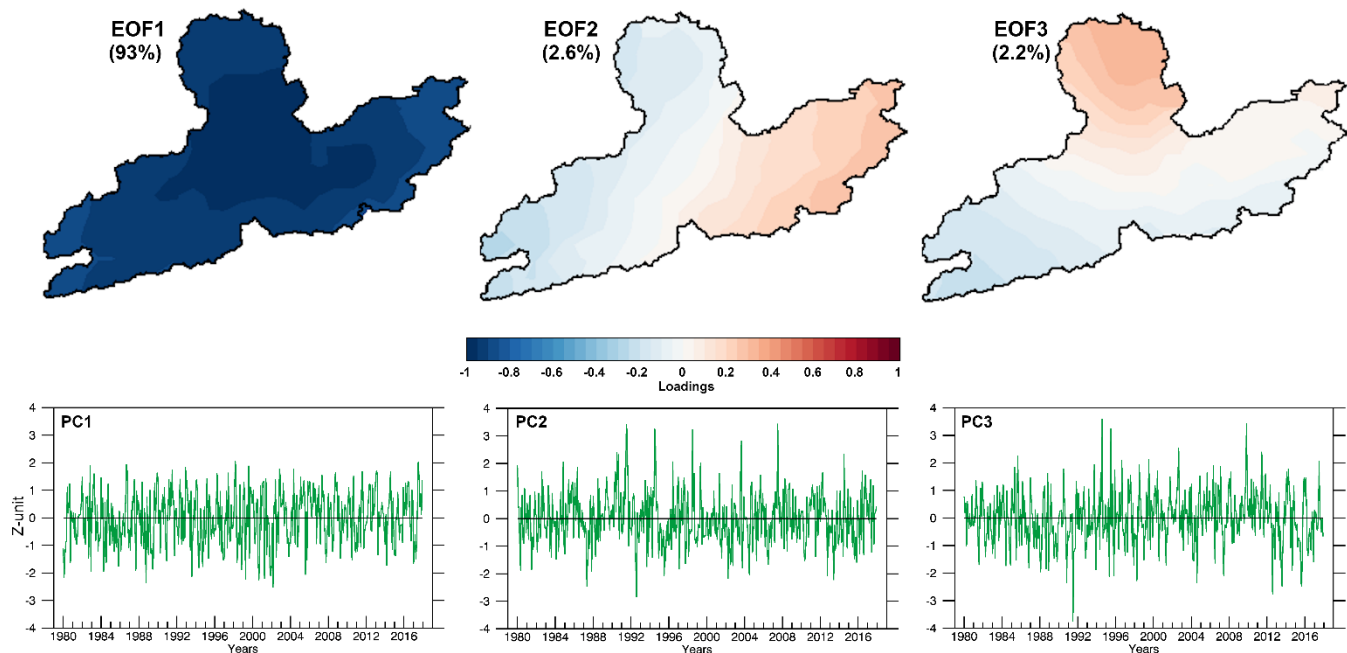 EOF1
(93%)
EOF2
(2.6%)
EOF3
(2.2%)
-1 -0.8 -0.6 -0.4 -0.2 0 0.2 0.4 0.6 0.8 1
Loadings
PC1
Z-unit
4
3
2
1
0
-1
-2
-3
-4
1980 1984 1988 1992 1996 2000 2004 2008 2012 2016
Years
PC2
4
3
2
1
0
-1
-2
-3
-4
1980 1984 1988 1992 1996 2000 2004 2008 2012 2016
Years
PC3
4
3
2
1
0
-1
-2
-3
-4
1980 1984 1988 1992 1996 2000 2004 2008 2012 2016
Years